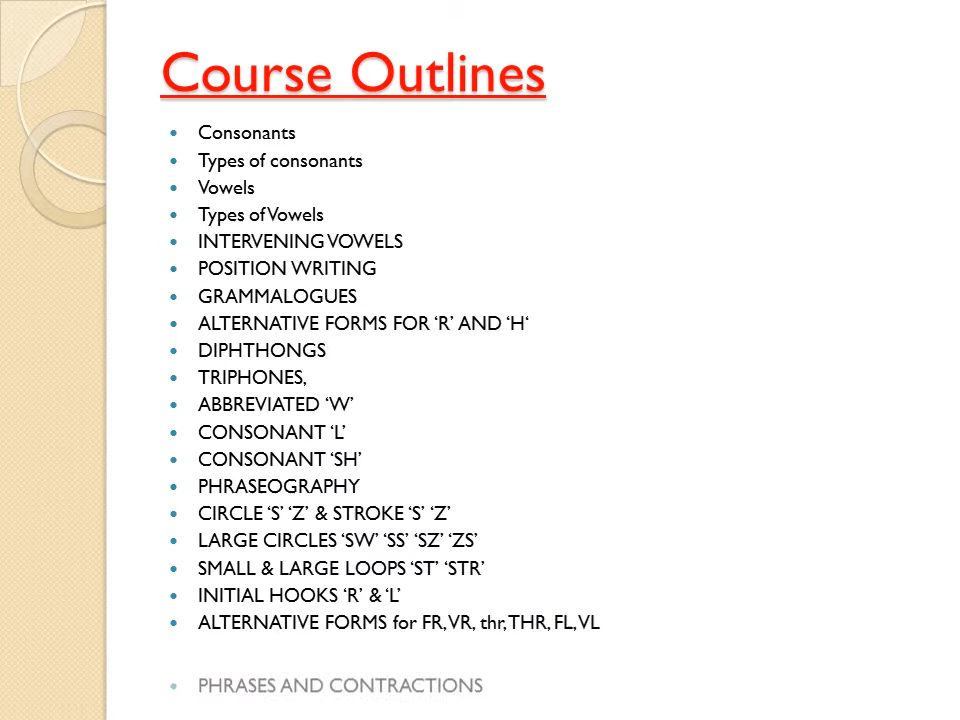 Course Outlines
• Consonants
• Types of consonants
• Vowels
• Types of Vowels
• INTERVENING VOWELS
• POSITION WRITING
• GRAMMALOGUES
• ALTERNATIVE FORMS FOR ‘R’ AND ‘H‘
• DIPHTHONGS
• TRIPHONES,
• ABBREVIATED ‘W’
• CONSONANT ‘L’
• CONSONANT ‘SH’
• PHRASEOGRAPHY
• CIRCLE ‘S’ ‘Z’ & STROKE ‘S’ ‘Z’
• LARGE CIRCLES ‘SW’ ‘SS’ ‘SZ’ ‘ZS’
• SMALL & LARGE LOOPS ‘ST’ ‘STR’
• INITIAL HOOKS ‘R’ & ‘L’
• ALTERNATIVE FORMS for FR, VR, thr, THR, FL, VL
• PHRASES AND CONTRACTIONS